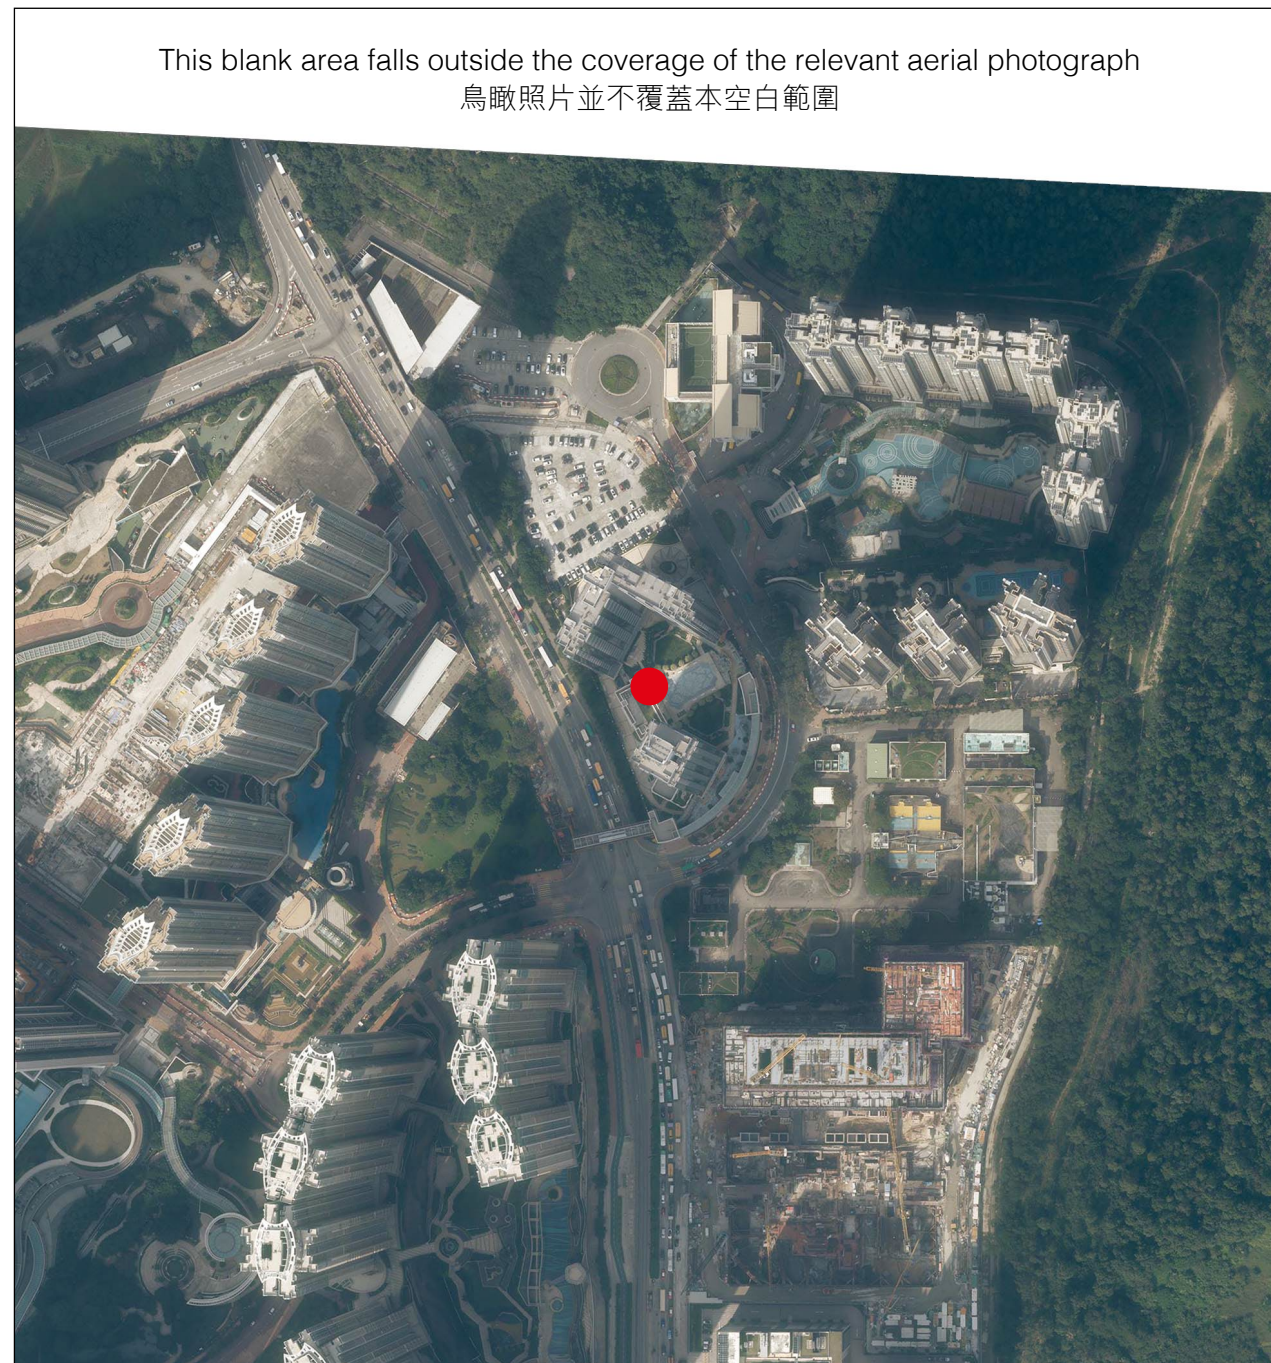 This blank area falls outside the coverage of the relevant aerial photograph
鳥瞰照片並不覆蓋本空白範圍